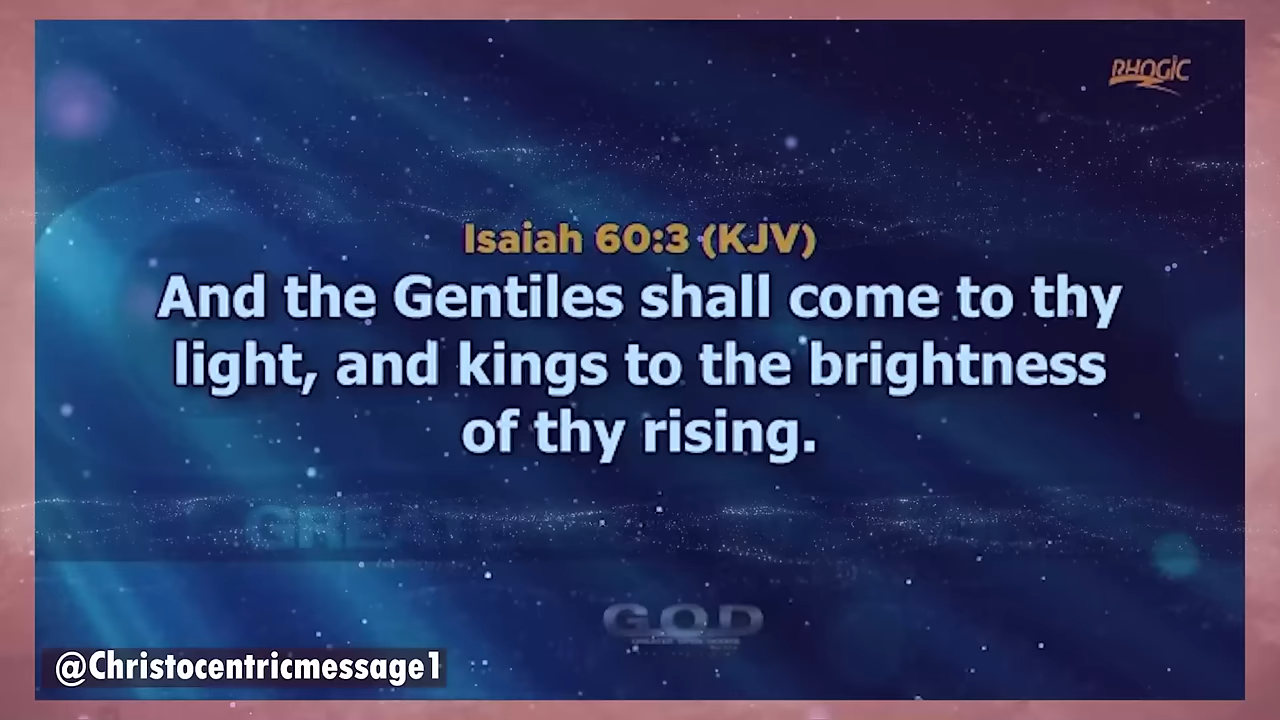 RHOGIC
Isaiah 60:3 (KJV)
And the Gentiles shall come to thy
light, and kings to the brightness
of thy rising.
GRE
G.O.D
@Christocentricmessage1